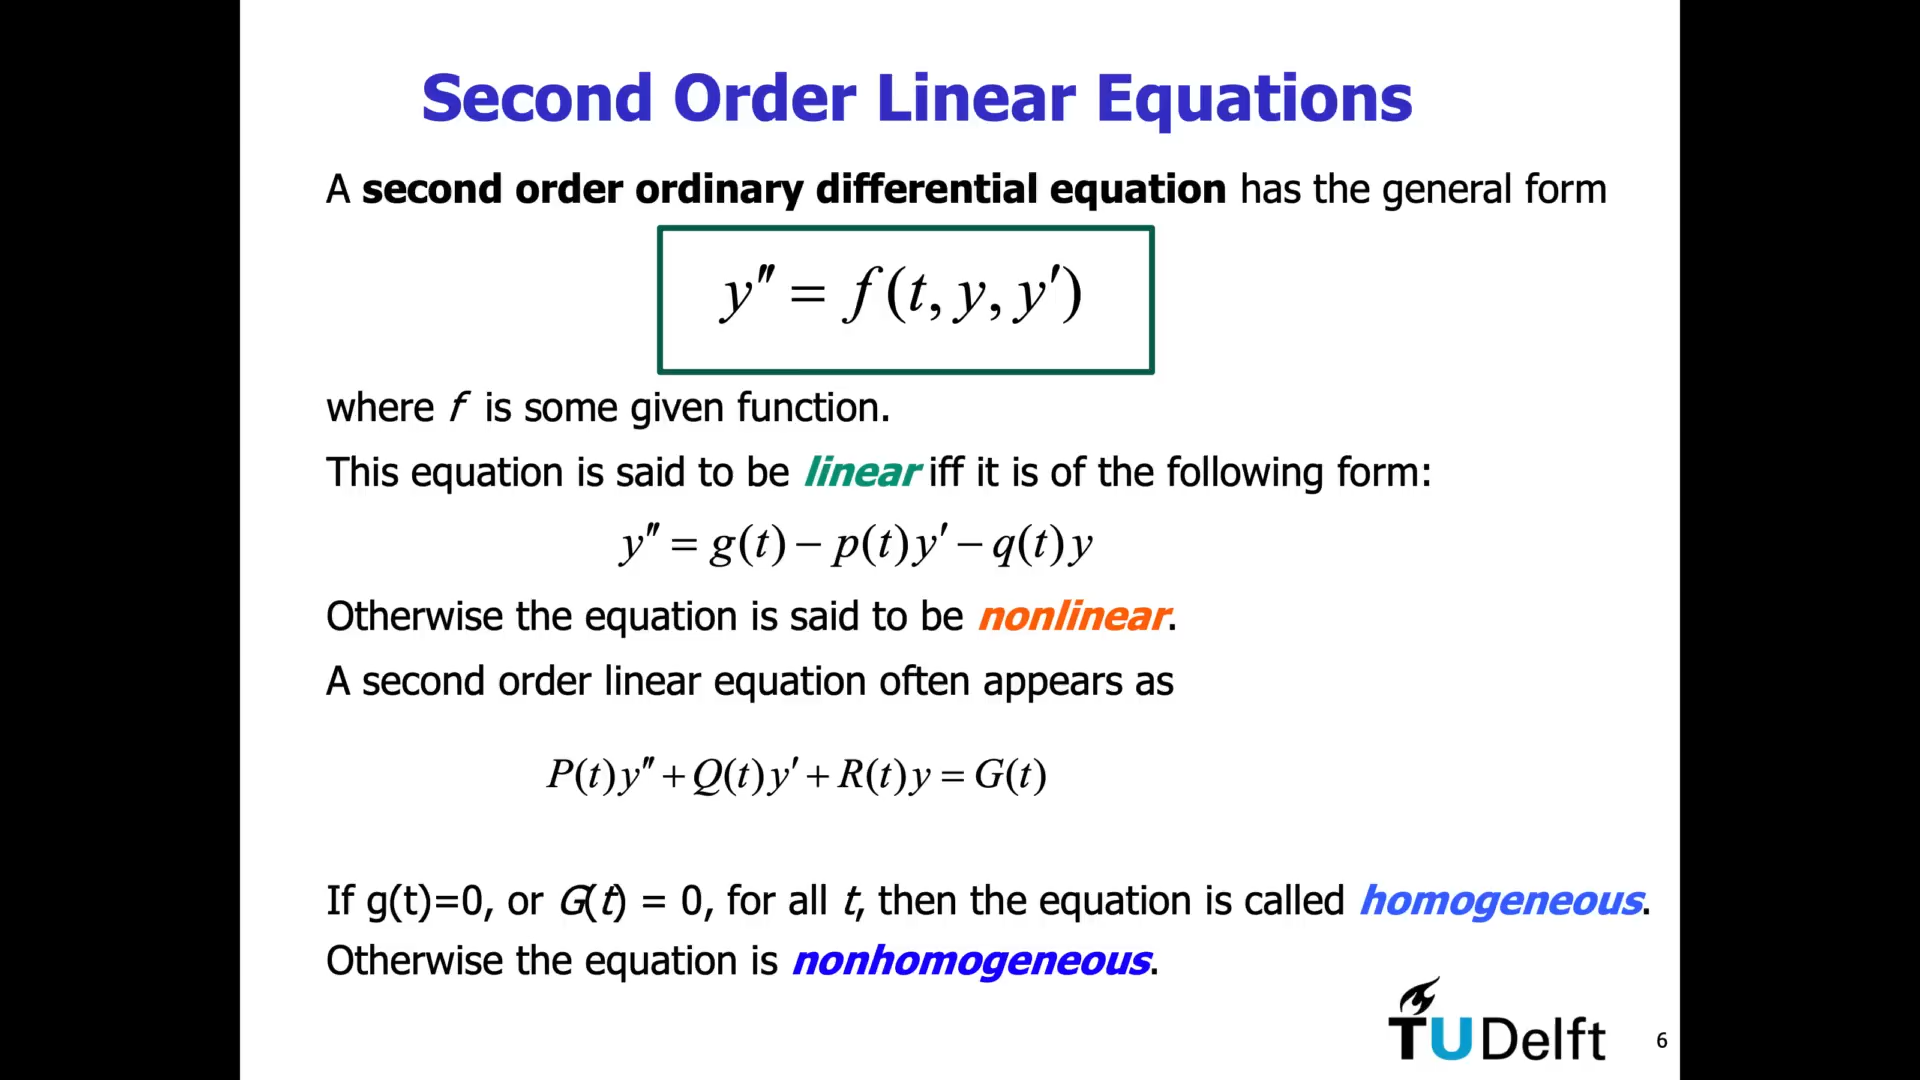 Second Order Linear Equations
A second order ordinary differential equation has the general form
y″ = f(t, y, y′)
where f is some given function.
This equation is said to be linear iff it is of the following form:
y″ = g(t) − p(t)y′ − q(t)y
Otherwise the equation is said to be nonlinear.
A second order linear equation often appears as
P(t)y″ + Q(t)y′ + R(t)y = G(t)
If g(t)=0, or G(t) = 0, for all t, then the equation is called homogeneous.
Otherwise the equation is nonhomogeneous.
TUDelft
6